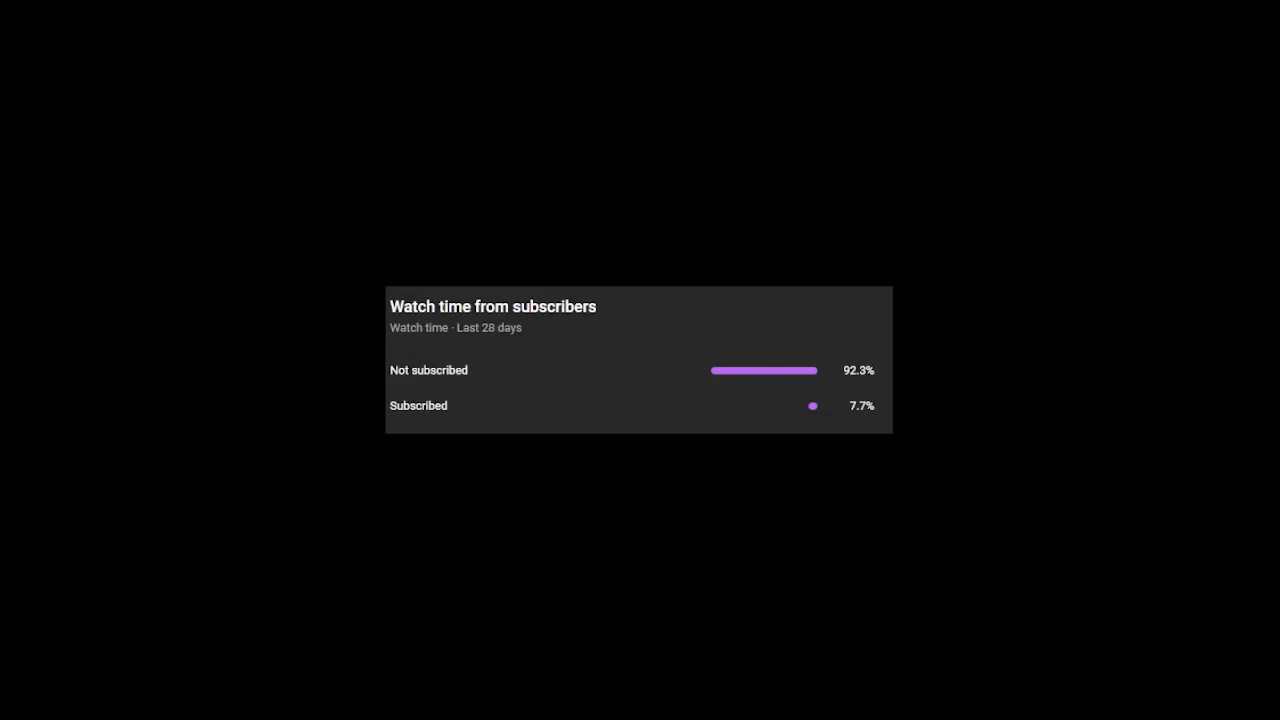 Watch time from subscribers
Watch time · Last 28 days
Not subscribed 92.3%
Subscribed 7.7%